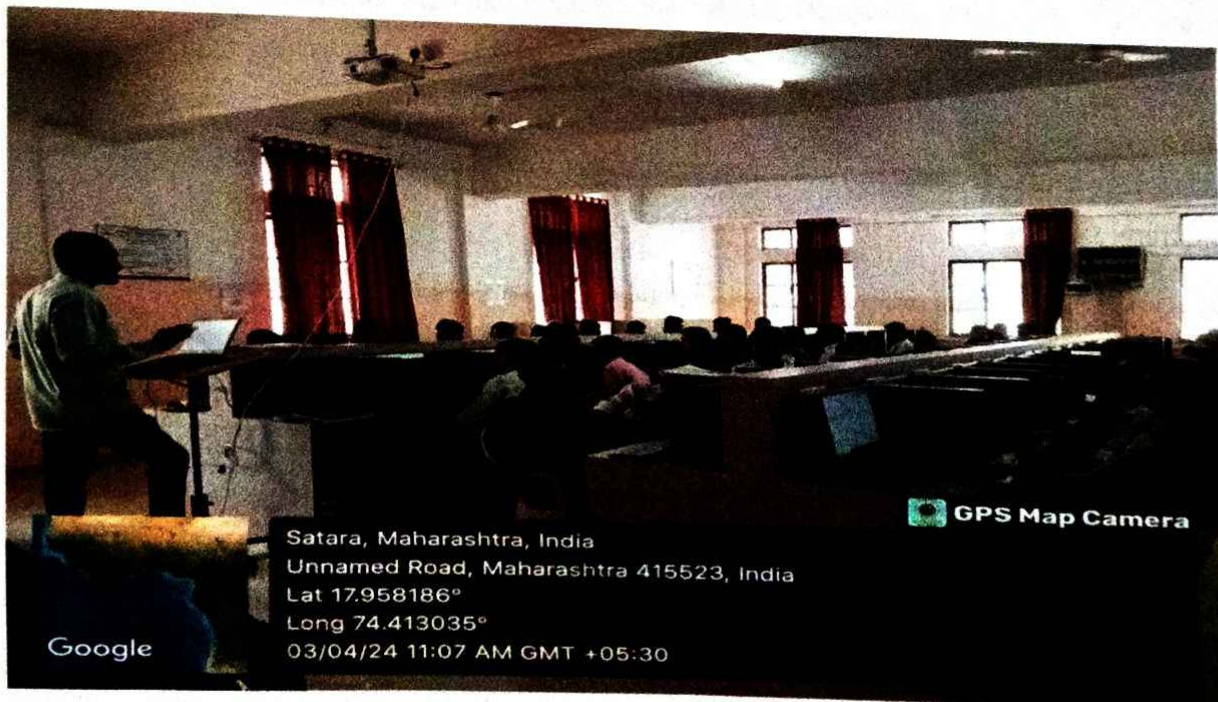 GPS Map Camera
Satara, Maharashtra, India
Unnamed Road, Maharashtra 415523, India
Lat 17.958186°
Long 74.413035°
03/04/24 11:07 AM GMT +05:30
Google